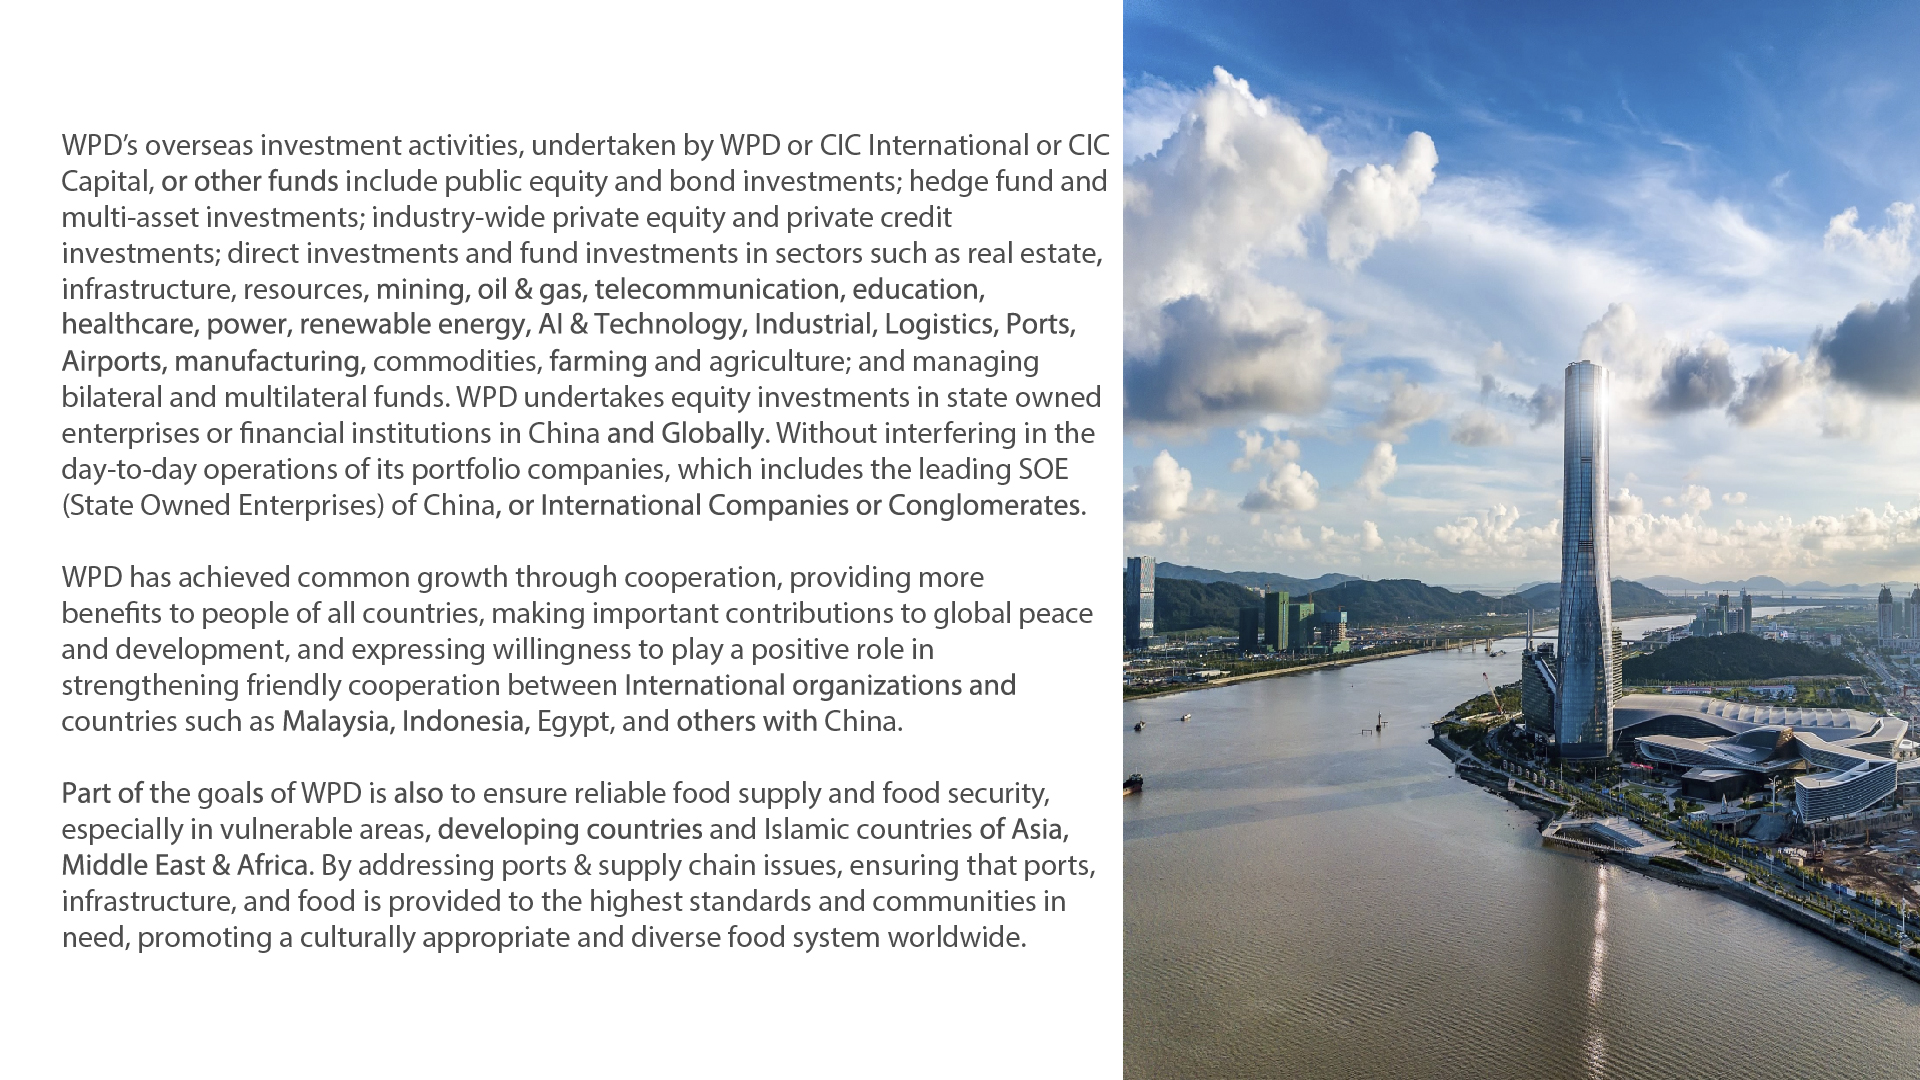 WPD’s overseas investment activities, undertaken by WPD or CIC International or CIC
Capital, or other funds include public equity and bond investments; hedge fund and
multi-asset investments; industry-wide private equity and private credit
investments; direct investments and fund investments in sectors such as real estate,
infrastructure, resources, mining, oil & gas, telecommunication, education,
healthcare, power, renewable energy, AI & Technology, Industrial, Logistics, Ports,
Airports, manufacturing, commodities, farming and agriculture; and managing
bilateral and multilateral funds. WPD undertakes equity investments in state owned
enterprises or financial institutions in China and Globally. Without interfering in the
day-to-day operations of its portfolio companies, which includes the leading SOE
(State Owned Enterprises) of China, or International Companies or Conglomerates.
WPD has achieved common growth through cooperation, providing more
benefits to people of all countries, making important contributions to global peace
and development, and expressing willingness to play a positive role in
strengthening friendly cooperation between International organizations and
countries such as Malaysia, Indonesia, Egypt, and others with China.
Part of the goals of WPD is also to ensure reliable food supply and food security,
especially in vulnerable areas, developing countries and Islamic countries of Asia,
Middle East & Africa. By addressing ports & supply chain issues, ensuring that ports,
infrastructure, and food is provided to the highest standards and communities in
need, promoting a culturally appropriate and diverse food system worldwide.